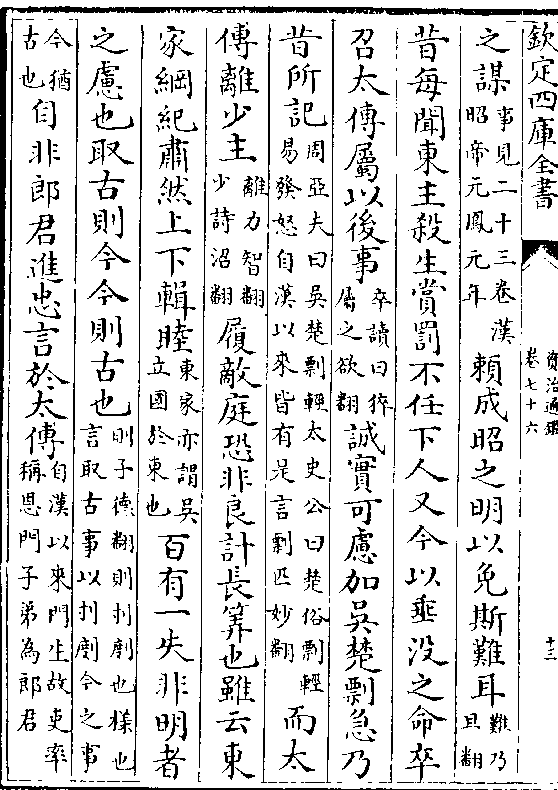 欽定四庫全書
資治通鑑
卷七十六
十三
之謀事見二十三卷漢昭帝元鳳元年賴成昭之明以免斯難耳難乃旦翻
昔每聞東主殺生賞罰不任下人又今以垂没之命卒
召太傅屬以後事卒讀曰猝屬之欲翻誠實可慮加吳楚剽急乃
昔所記周亞夫曰吳楚剽輕太史公曰楚俗剽輕易發怒自漢以來皆有是言剽匹妙翻而太
傅離少主離力智翻少詩沼翻履敵庭恐非良計長筭也雖云東
家綱紀肅然上下輯睦東家亦謂吳立國於東也百有一失非明者
之慮也取古則今今則古也則子德翻則刋劑也樣也言取古事以刋劑今之事
今猶古也自非郎君進忠言於太傅自漢以來門生故吏率稱恩門子弟為郎君